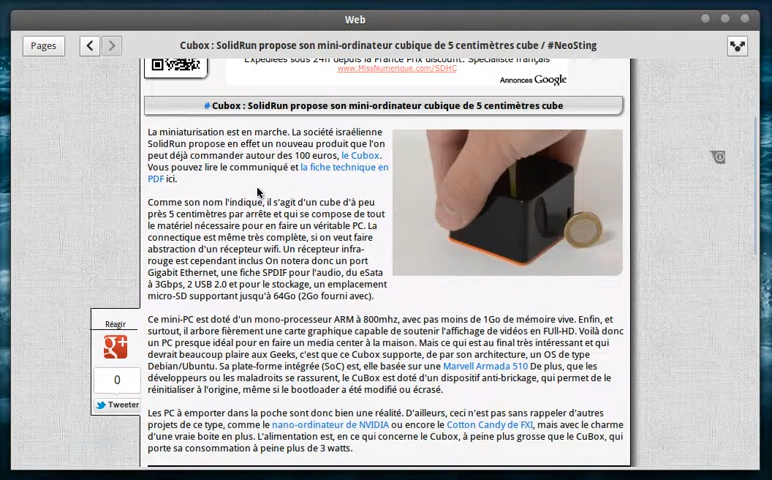 Web
Pages
Cubox : SolidRun propose son mini-ordinateur cubique de 5 centimètres cube / #NeoSting
Expédiées sous 24h depuis la France Prix discount. Spécialiste français
www.MissNumerique.com/SDHC
Annonces Google
# Cubox : SolidRun propose son mini-ordinateur cubique de 5 centimètres cube
La miniaturisation est en marche. La société israélienne
SolidRun propose en effet un nouveau produit que l'on
peut déjà commander autour des 100 euros, le Cubox.
Vous pouvez lire le communiqué et la fiche technique en
PDF ici.
Comme son nom l'indique, il s'agit d'un cube d'à peu
près 5 centimètres par arrête et qui se compose de tout
le matériel nécessaire pour en faire un véritable PC. La
connectique est même très complète, si on veut faire
abstraction d'un récepteur wifi. Un récepteur infra-
rouge est cependant inclus On notera donc un port
Gigabit Ethernet, une fiche SPDIF pour l'audio, du eSata
à 3Gbps, 2 USB 2.0 et pour le stockage, un emplacement
micro-SD supportant jusqu'à 64Go (2Go fourni avec).
Ce mini-PC est doté d'un mono-processeur ARM à 800mhz, avec pas moins de 1Go de mémoire vive. Enfin, et
surtout, il arbore fièrement une carte graphique capable de soutenir l'affichage de vidéos en FUll-HD. Voilà donc
un PC presque idéal pour en faire un media center à la maison. Mais ce qui est au final très intéressant et qui
devrait beaucoup plaire aux Geeks, c'est que ce Cubox supporte, de par son architecture, un OS de type
Debian/Ubuntu. Sa plate-forme intégrée (SoC) est, elle basée sur une Marvell Armada 510 De plus, que les
développeurs ou les maladroits se rassurent, le CuBox est doté d'un dispositif anti-brickage, qui permet de le
réinitialiser à l'origine, même si le bootloader a été modifié ou écrasé.
Les PC à emporter dans la poche sont donc bien une réalité. D'ailleurs, ceci n'est pas sans rappeler d'autres
projets de ce type, comme le nano-ordinateur de NVIDIA ou encore le Cotton Candy de FXI, mais avec le charme
d'une vraie boite en plus. L'alimentation est, en ce qui concerne le Cubox, à peine plus grosse que le CuBox, qui
porte sa consommation à peine plus de 3 watts.
Réagir
g+
0
Tweeter